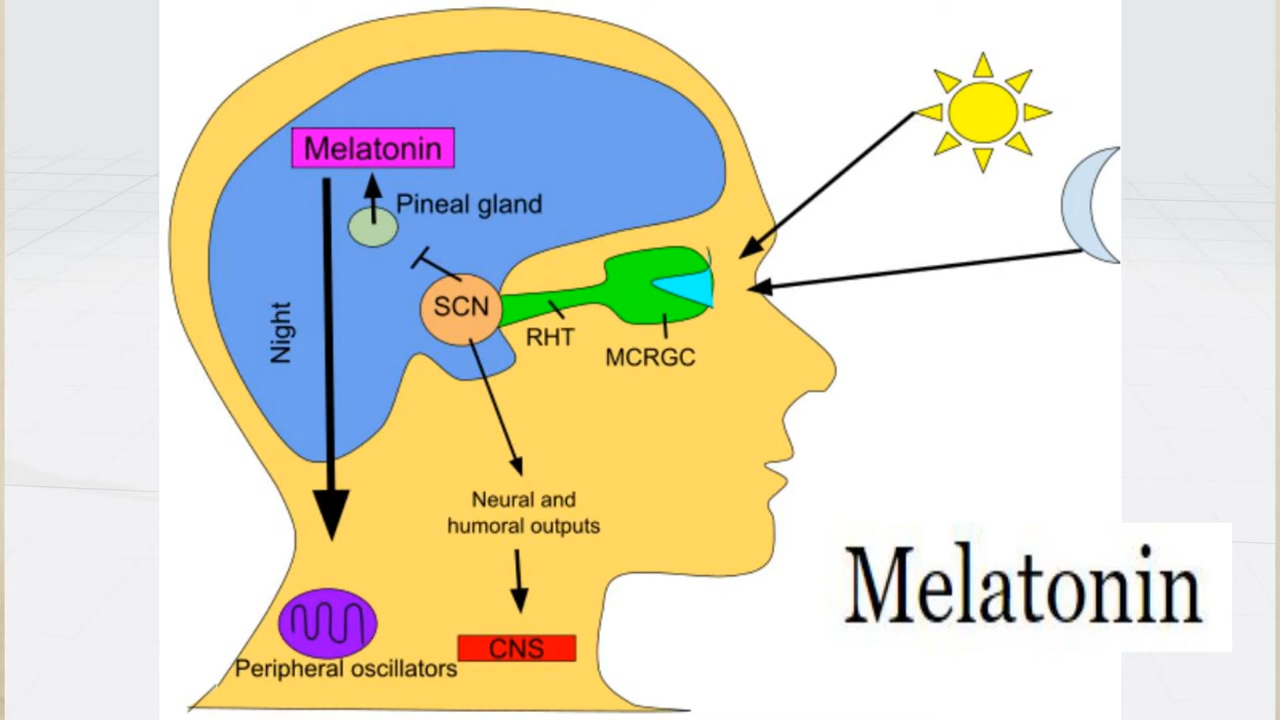 Melatonin
Pineal gland
Night
SCN
RHT
MCRGC
Neural and
humoral outputs
Melatonin
CNS
Peripheral oscillators